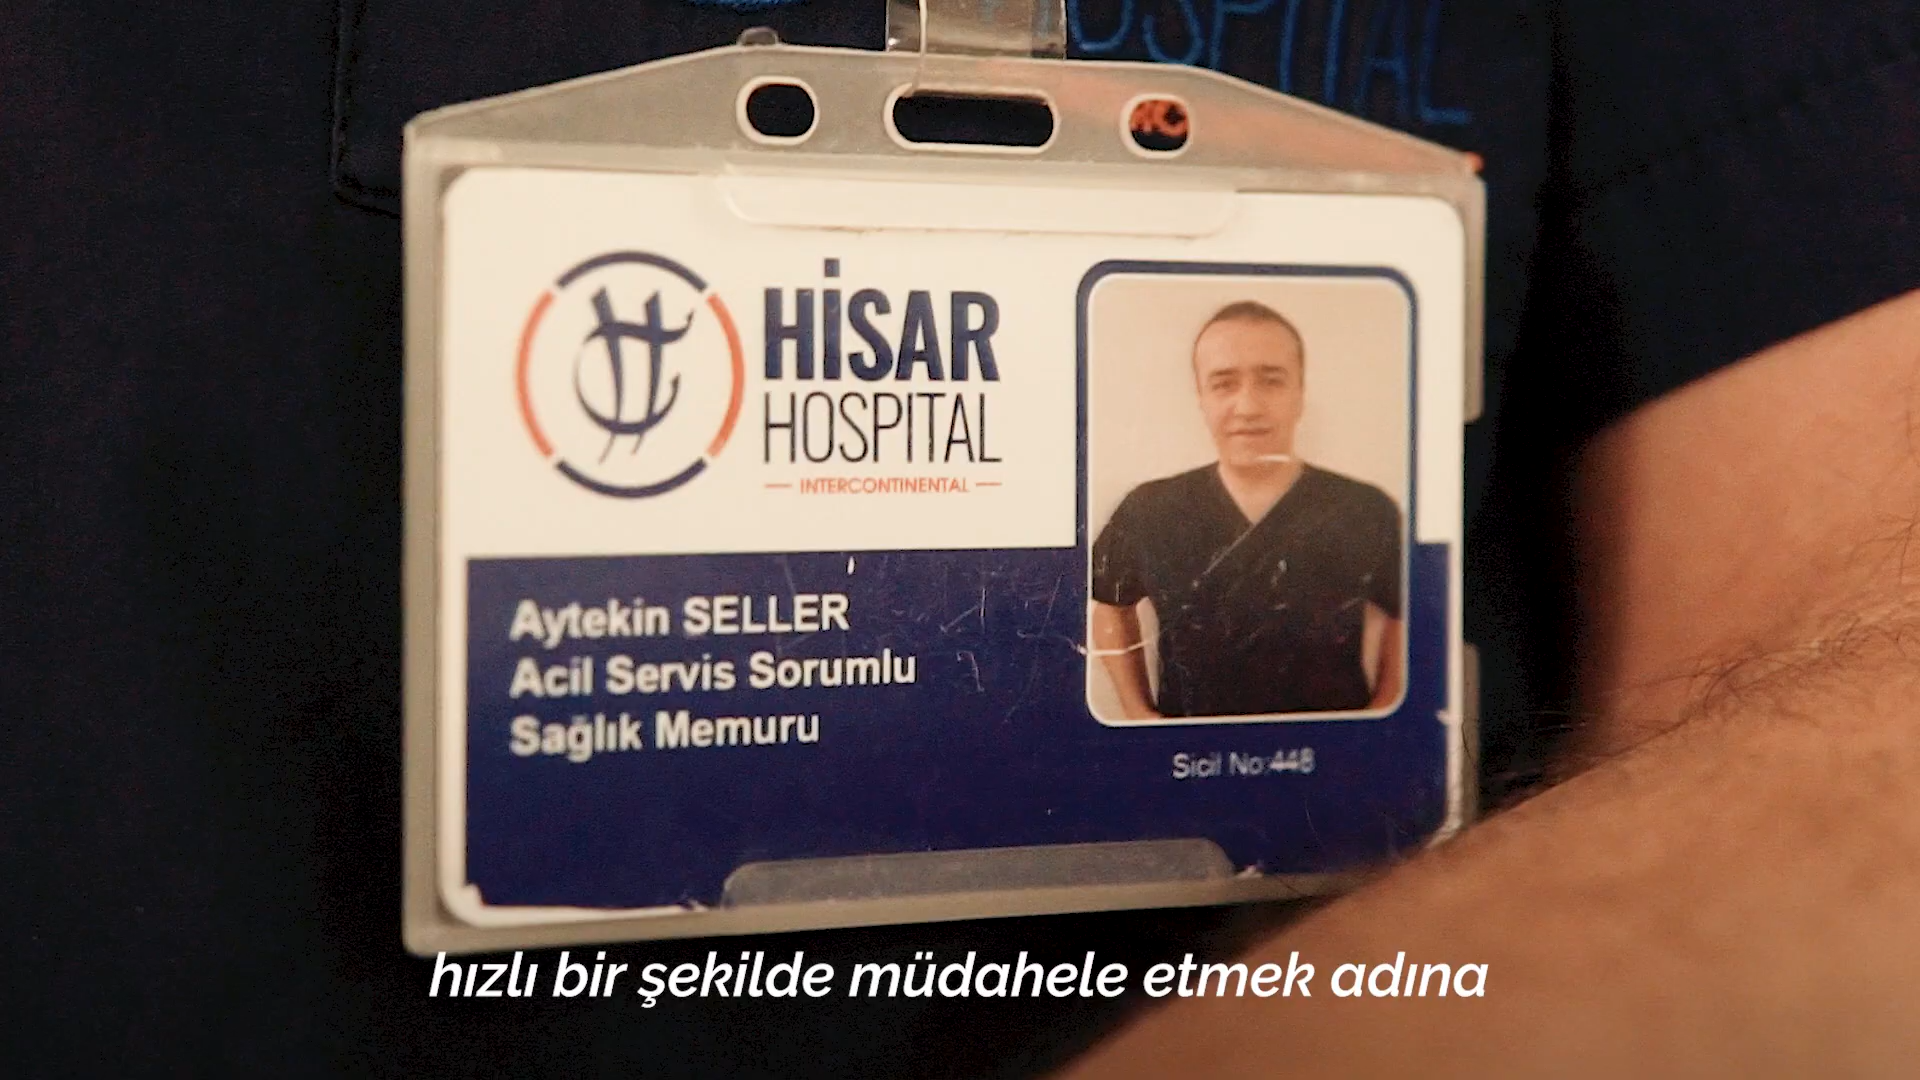 HOSPITAL
HİSAR
HOSPITAL
INTERCONTINENTAL
Aytekin SELLER
Acil Servis Sorumlu
Sağlık Memuru
Sicil No:448
hızlı bir şekilde müdahele etmek adına